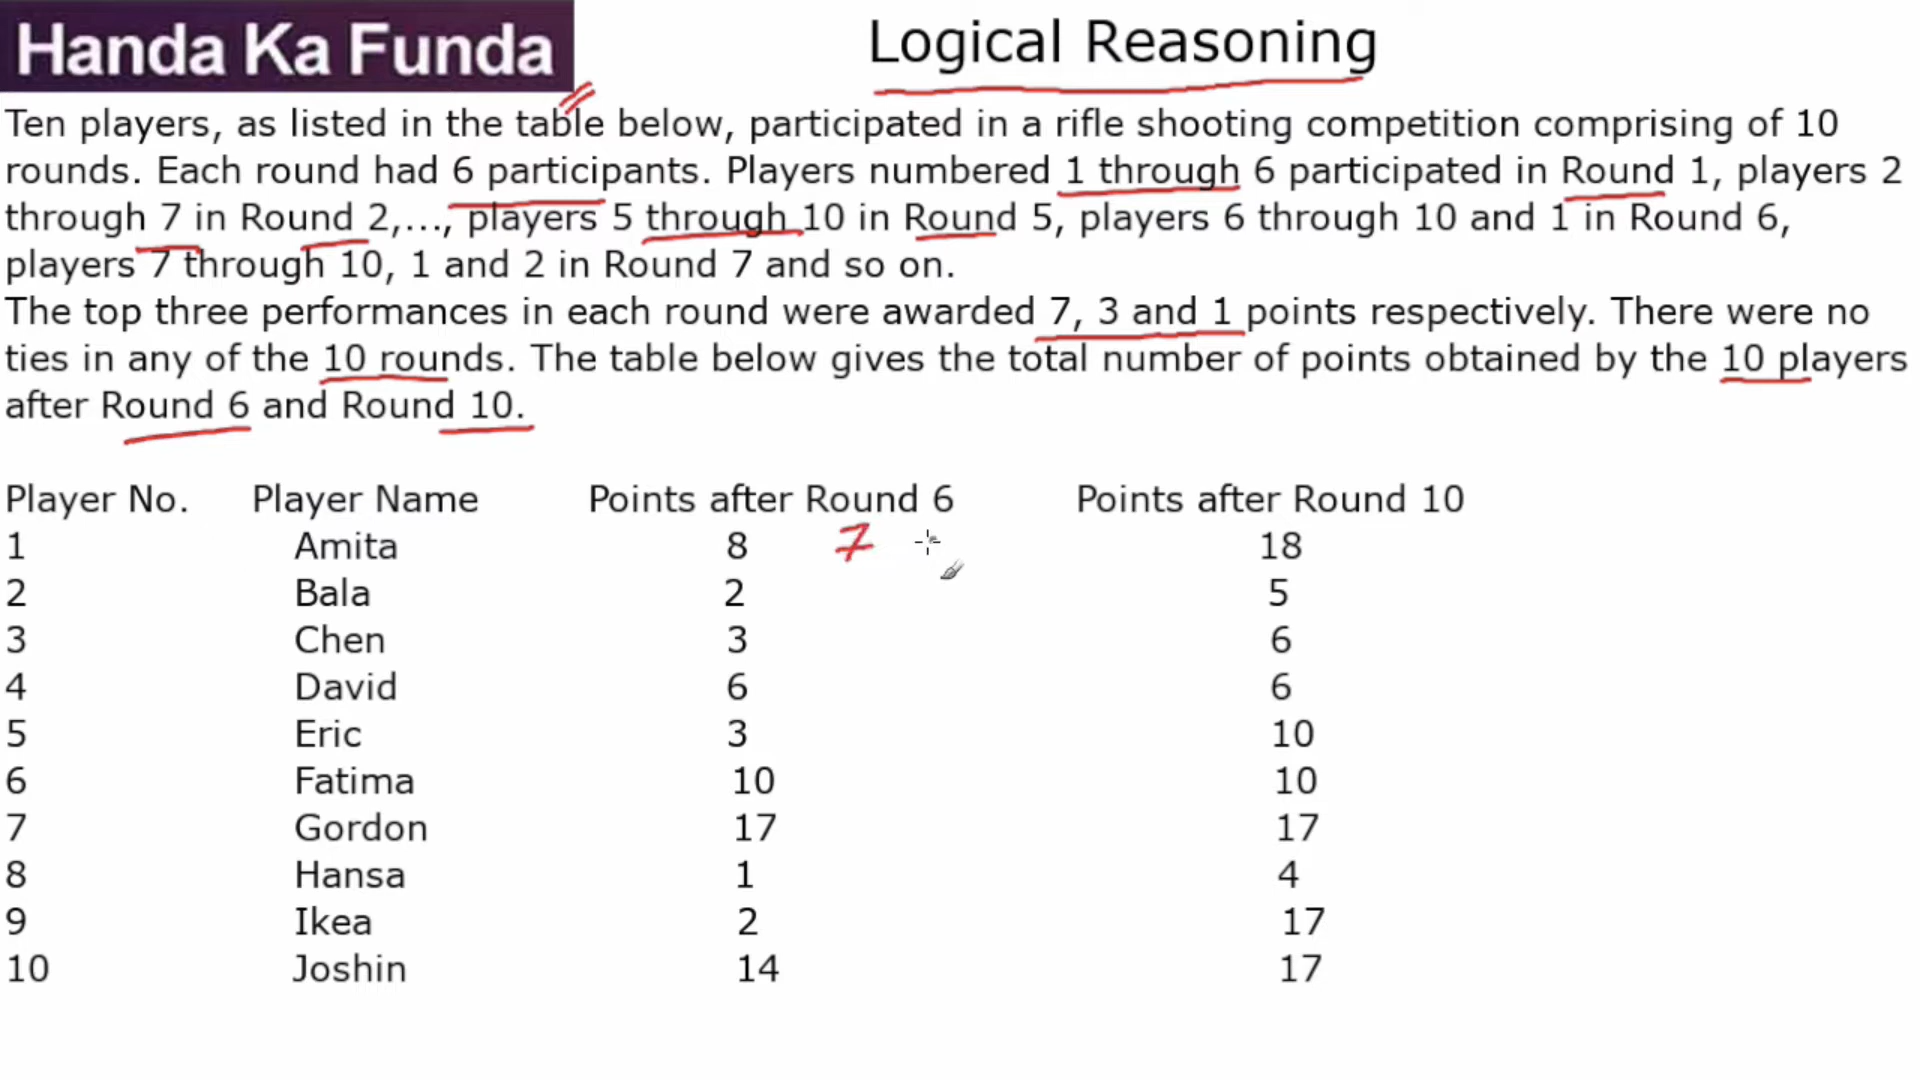 Handa Ka Funda
Logical Reasoning
Ten players, as listed in the table below, participated in a rifle shooting competition comprising of 10
rounds. Each round had 6 participants. Players numbered 1 through 6 participated in Round 1, players 2
through 7 in Round 2,..., players 5 through 10 in Round 5, players 6 through 10 and 1 in Round 6,
players 7 through 10, 1 and 2 in Round 7 and so on.
The top three performances in each round were awarded 7, 3 and 1 points respectively. There were no
ties in any of the 10 rounds. The table below gives the total number of points obtained by the 10 players
after Round 6 and Round 10.
Player No. Player Name Points after Round 6 Points after Round 10
1 Amita 8 7 18
2 Bala 2 5
3 Chen 3 6
4 David 6 6
5 Eric 3 10
6 Fatima 10 10
7 Gordon 17 17
8 Hansa 1 4
9 Ikea 2 17
10 Joshin 14 17